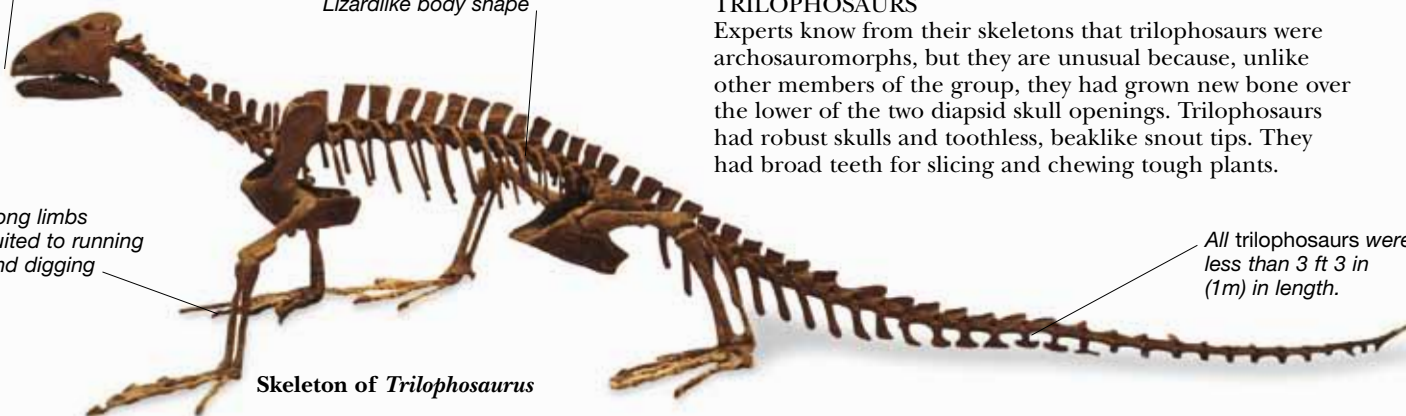 Lizardlike body shape
TRILOPHOSAURS
Experts know from their skeletons that trilophosaurs were
archosauromorphs, but they are unusual because, unlike
other members of the group, they had grown new bone over
the lower of the two diapsid skull openings. Trilophosaurs
had robust skulls and toothless, beaklike snout tips. They
had broad teeth for slicing and chewing tough plants.
limbs
to running
digging
All trilophosaurs were
less than 3 ft 3 in
(1m) in length.
Skeleton of Trilophosaurus